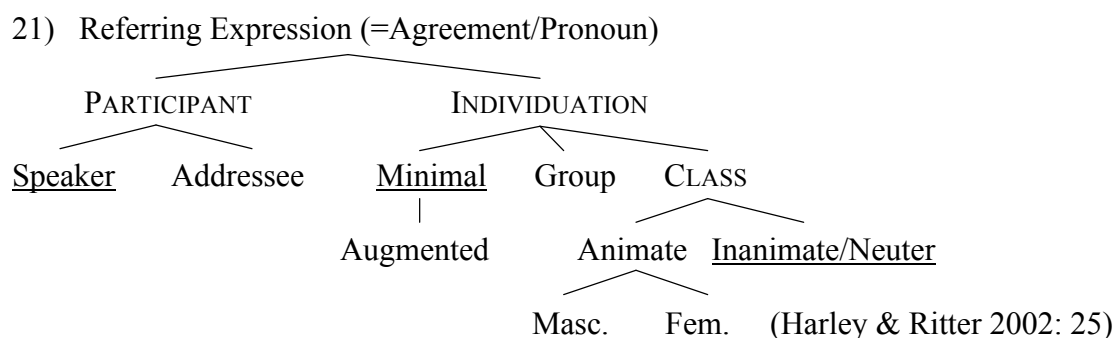 21) Referring Expression (=Agreement/Pronoun)
PARTICIPANT INDIVIDUATION
Speaker Addressee Minimal Group CLASS
Augmented Animate Inanimate/Neuter
Masc. Fem. (Harley & Ritter 2002: 25)